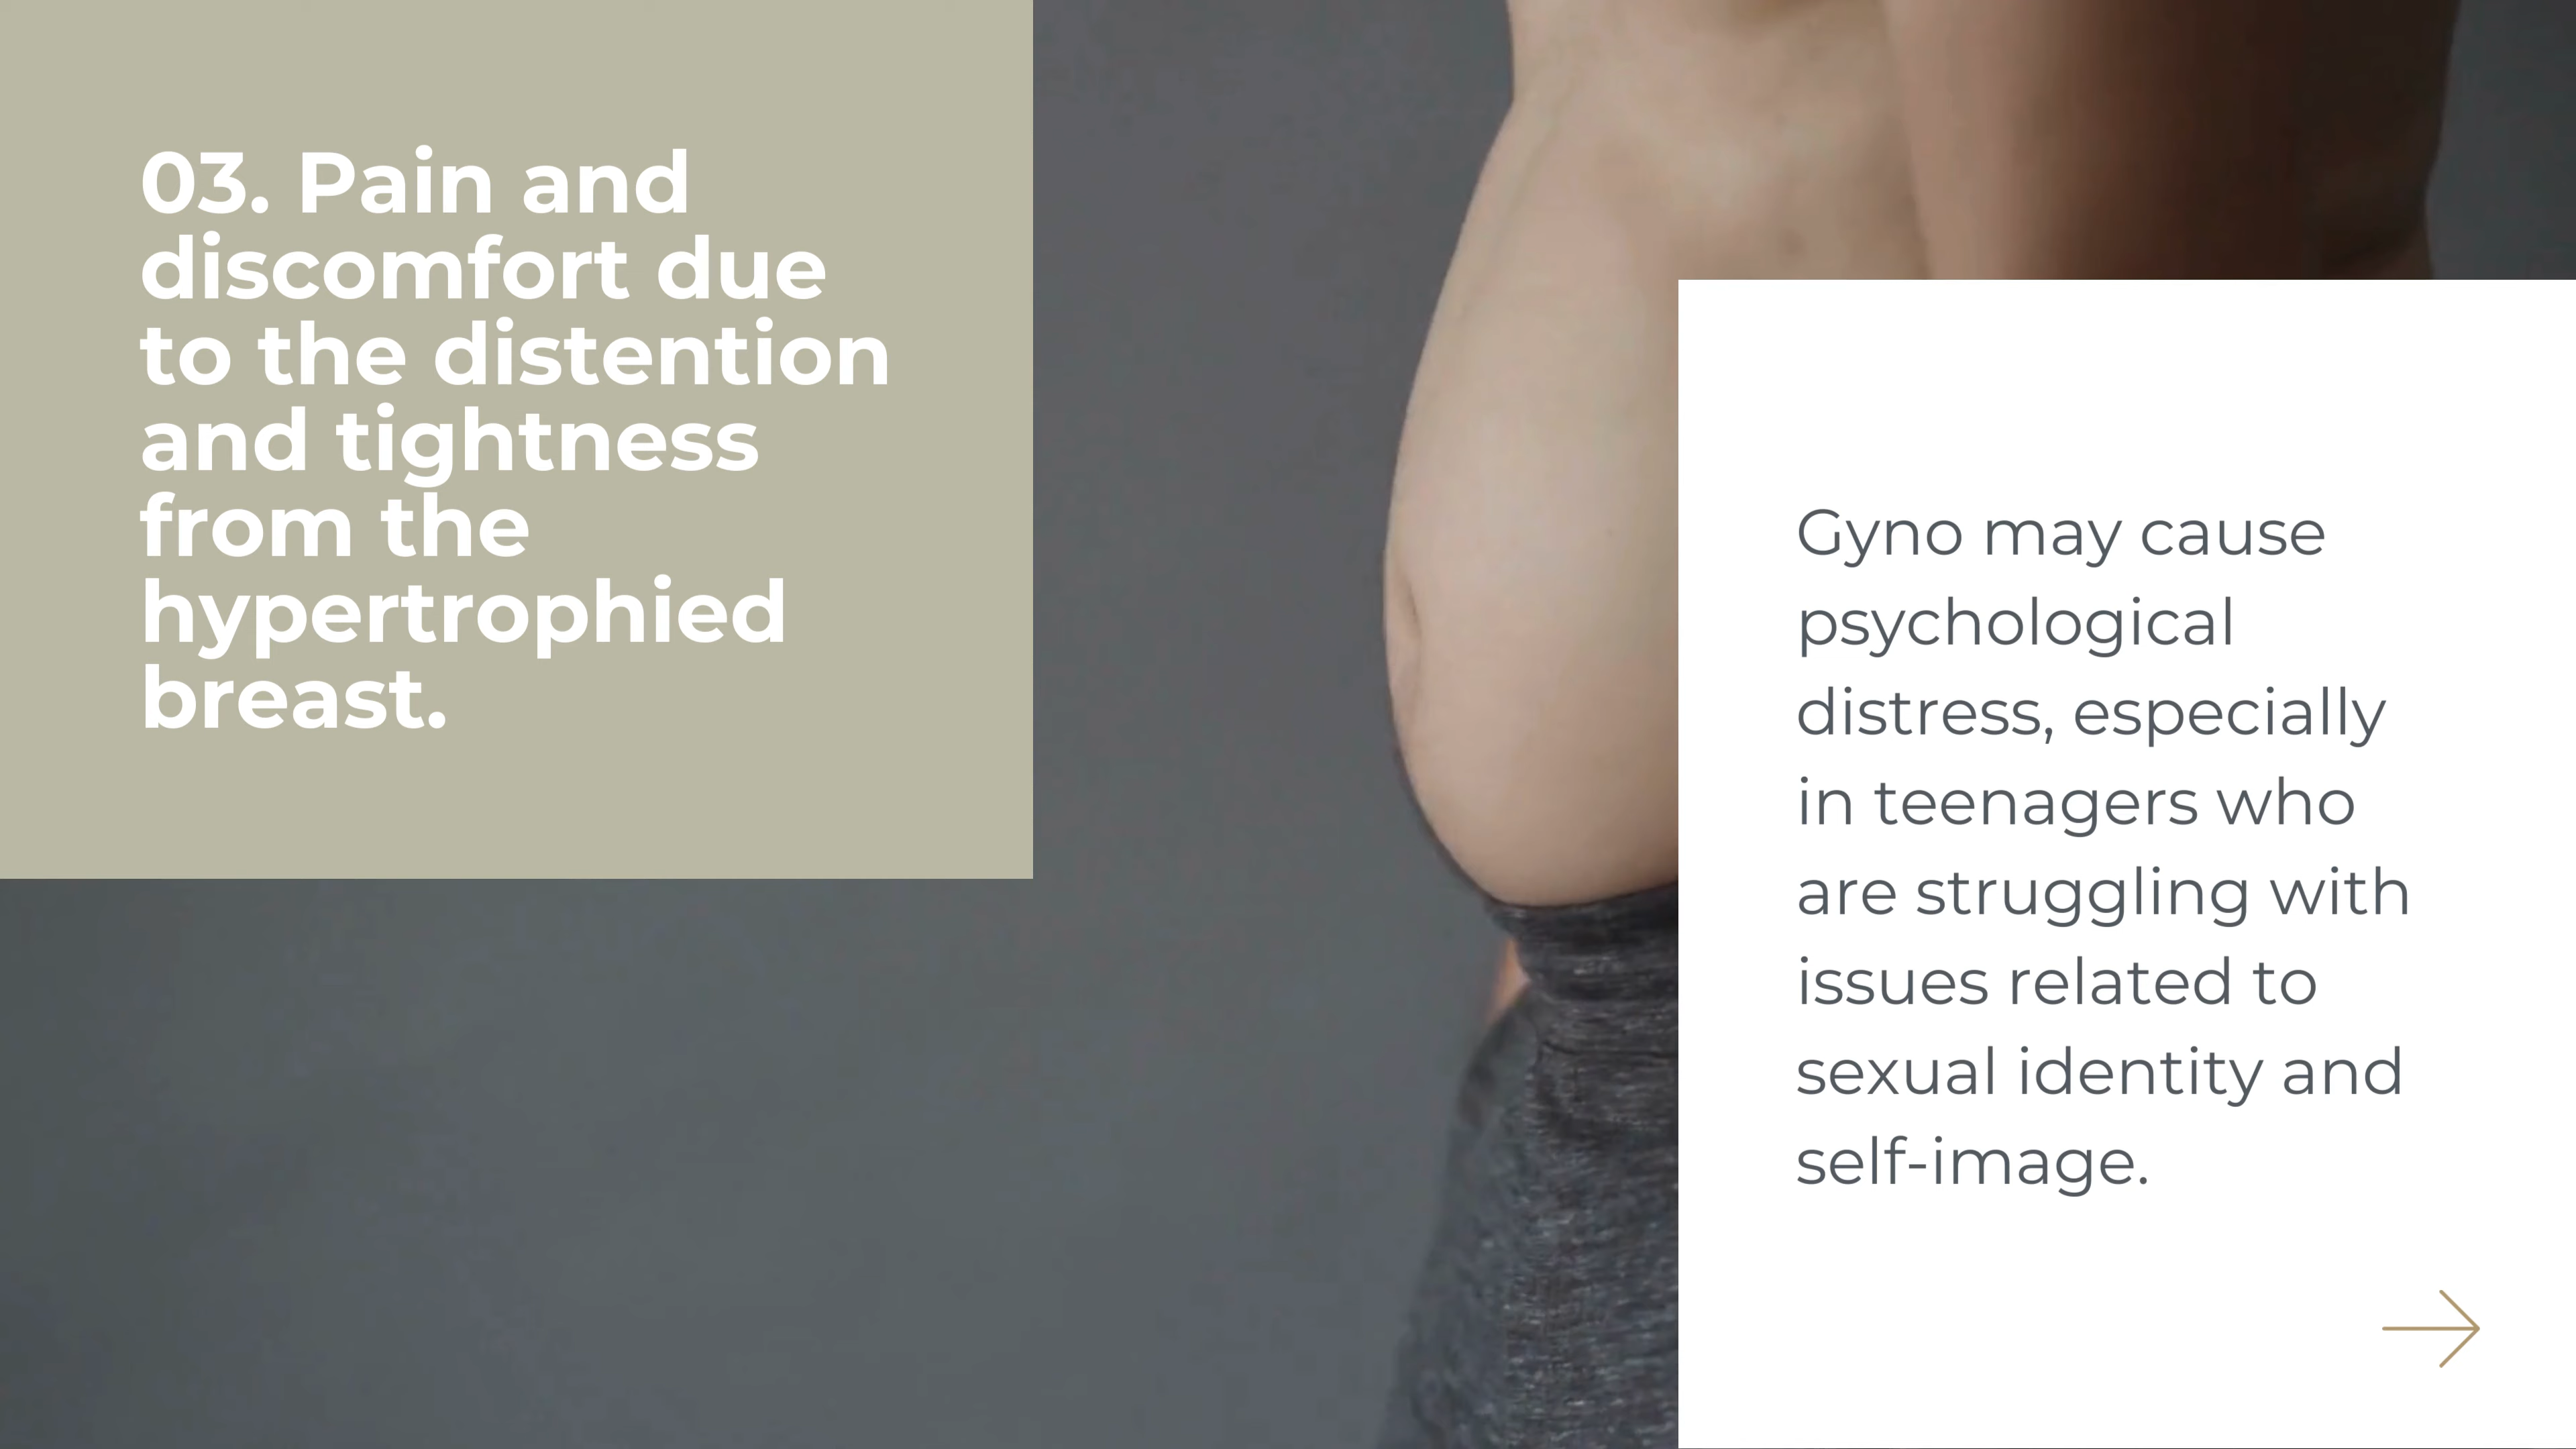 03. Pain and
discomfort due
to the distention
and tightness
from the
hypertrophied
breast.
Gyno may cause
psychological
distress, especially
in teenagers who
are struggling with
issues related to
sexual identity and
self-image.